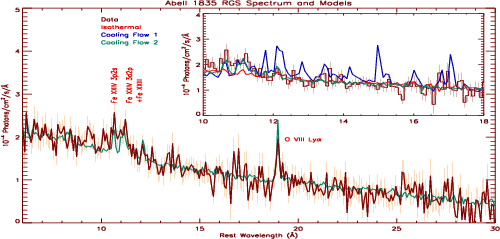 Abell 1835 RGS Spectrum and Models
Data
Isothermal
Cooling Flow 1
Cooling Flow 2
Fe XXIV 3p2s
Fe XXIV 3d2p
+Fe XXIII
O VIII Lyα
10⁻⁴ Photons/cm²/s/Å
5
4
3
2
1
0
10
15
20
25
30
Rest Wavelength (Å)
10⁻⁴ Photons/cm²/s/Å
4
3
2
1
0
10
12
14
16
18